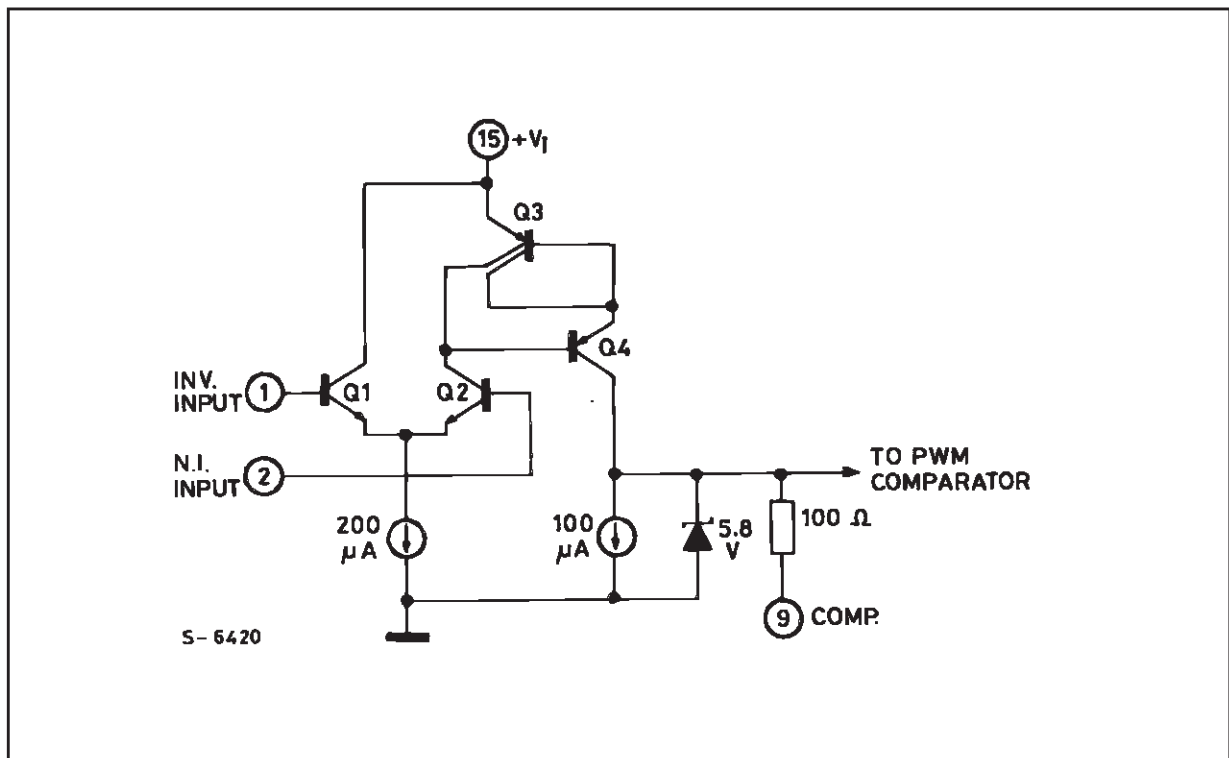 15 +VI
Q3
Q4
INV.
INPUT 1
Q1
Q2
N.I.
INPUT 2
TO PWM
COMPARATOR
200
µA
100
µA
5.8
V
100 Ω
9 COMP.
S-6420